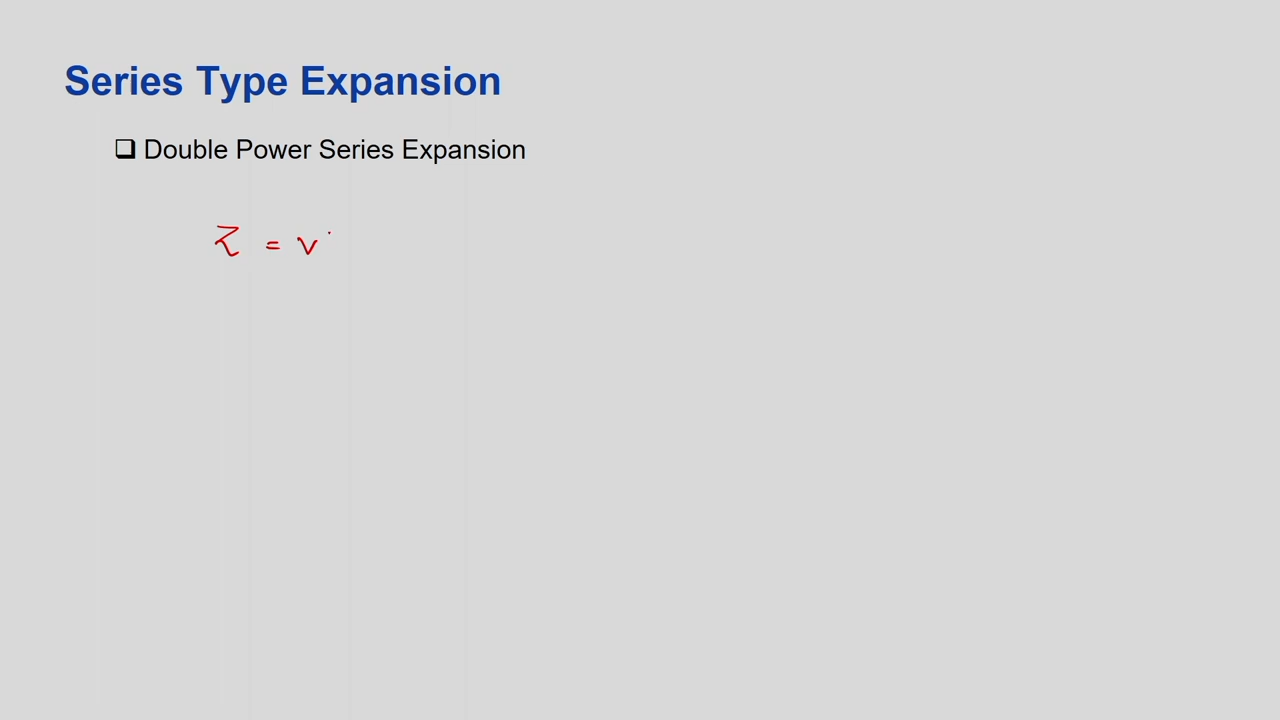 Series Type Expansion
❑ Double Power Series Expansion
= v